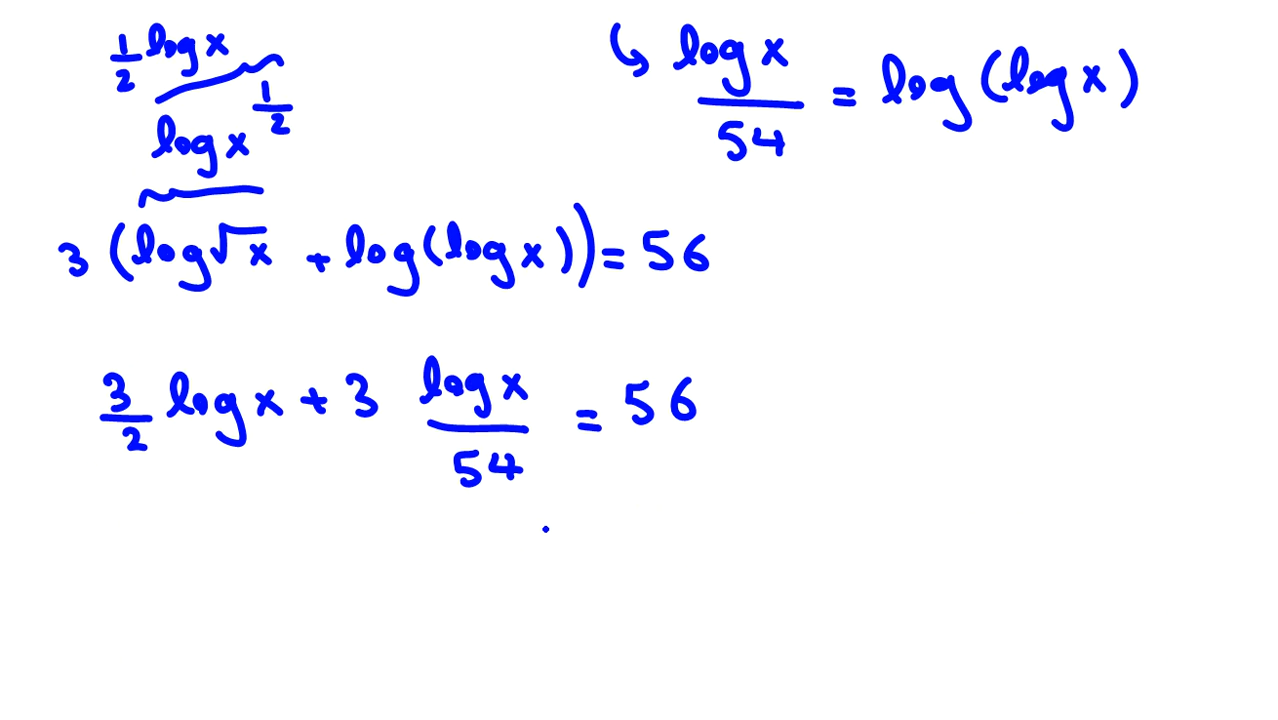 ½ log x
log x^½
3 (log √x + log(log x)) = 56
3/2 log x + 3 log x/54 = 56
↳ log x/54 = log(log x)